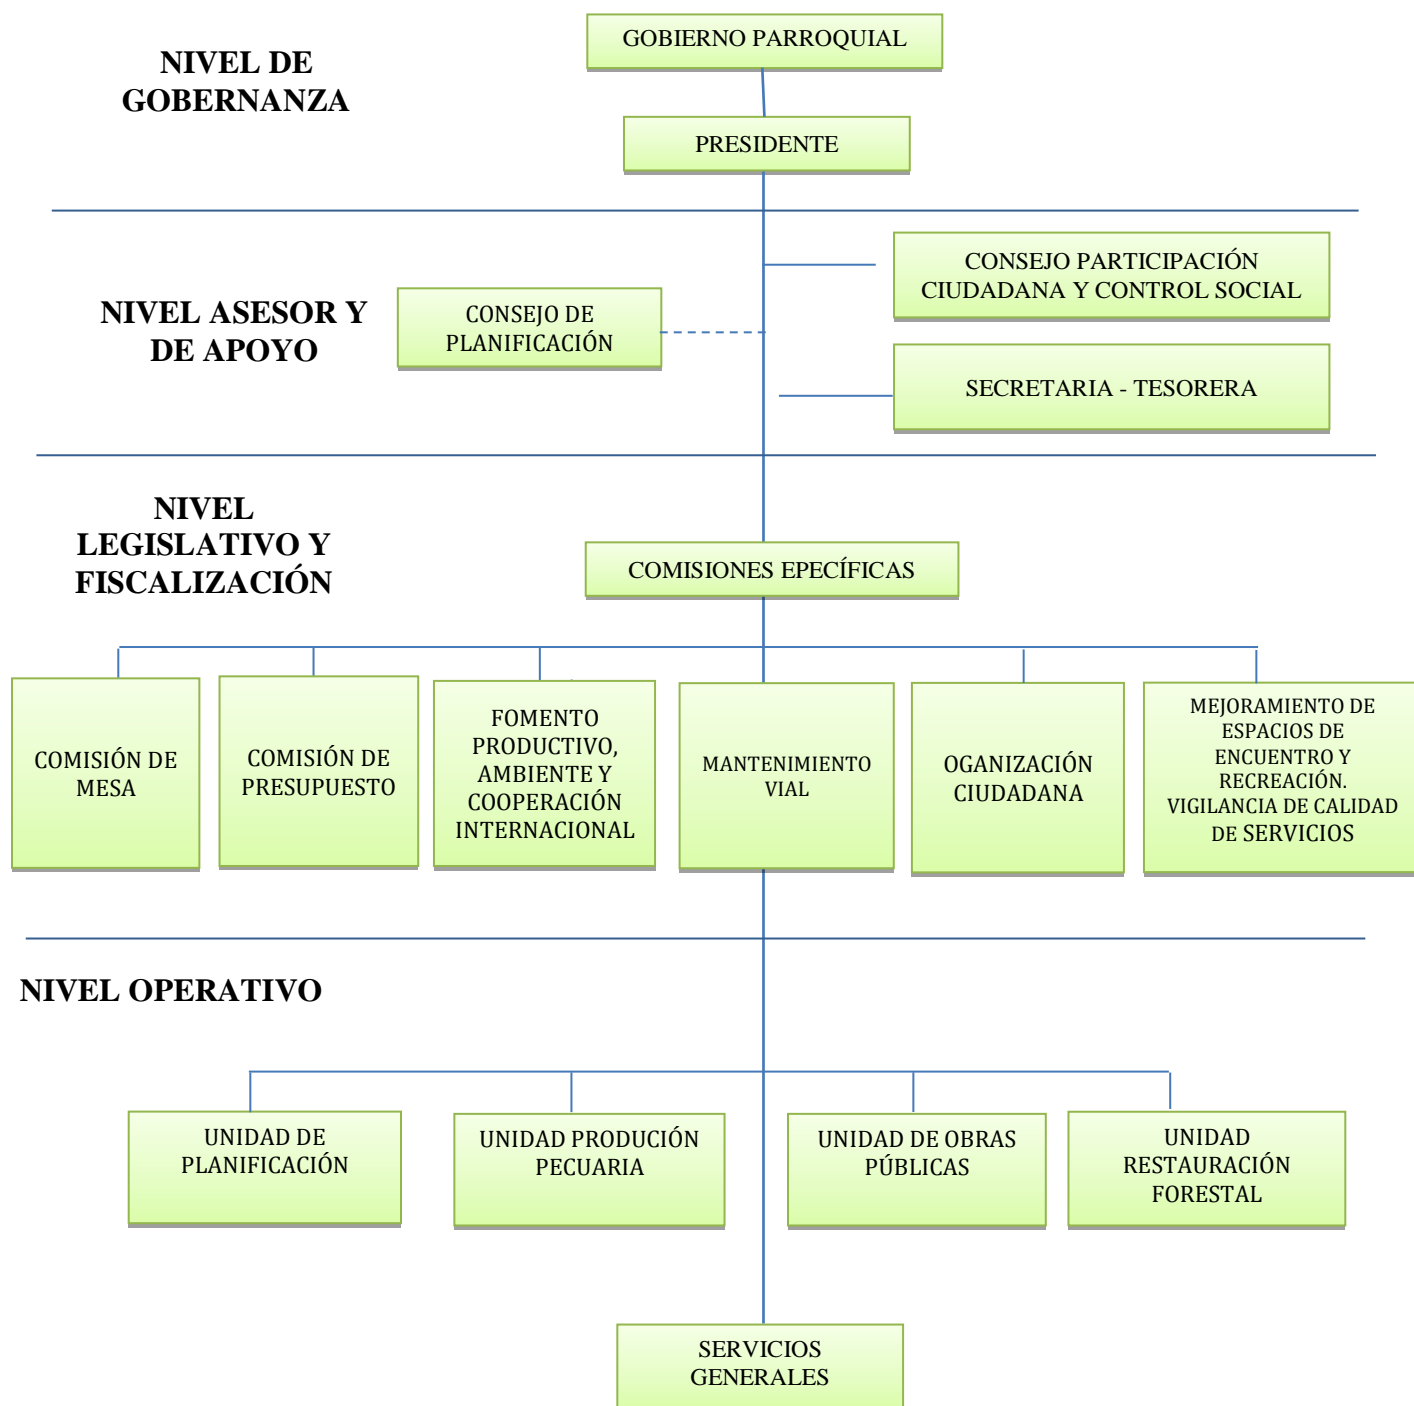 NIVEL DE
GOBERNANZA
GOBIERNO PARROQUIAL
PRESIDENTE
NIVEL ASESOR Y
DE APOYO
CONSEJO DE
PLANIFICACIÓN
CONSEJO PARTICIPACIÓN
CIUDADANA Y CONTROL SOCIAL
SECRETARIA - TESORERA
NIVEL
LEGISLATIVO Y
FISCALIZACIÓN
COMISIONES EPECÍFICAS
COMISIÓN DE
MESA
COMISIÓN DE
PRESUPUESTO
FOMENTO
PRODUCTIVO,
AMBIENTE Y
COOPERACIÓN
INTERNACIONAL
MANTENIMIENTO
VIAL
OGANIZACIÓN
CIUDADANA
MEJORAMIENTO DE
ESPACIOS DE
ENCUENTRO Y
RECREACIÓN.
VIGILANCIA DE CALIDAD
DE SERVICIOS
NIVEL OPERATIVO
UNIDAD DE
PLANIFICACIÓN
UNIDAD PRODUCIÓN
PECUARIA
UNIDAD DE OBRAS
PÚBLICAS
UNIDAD
RESTAURACIÓN
FORESTAL
SERVICIOS
GENERALES